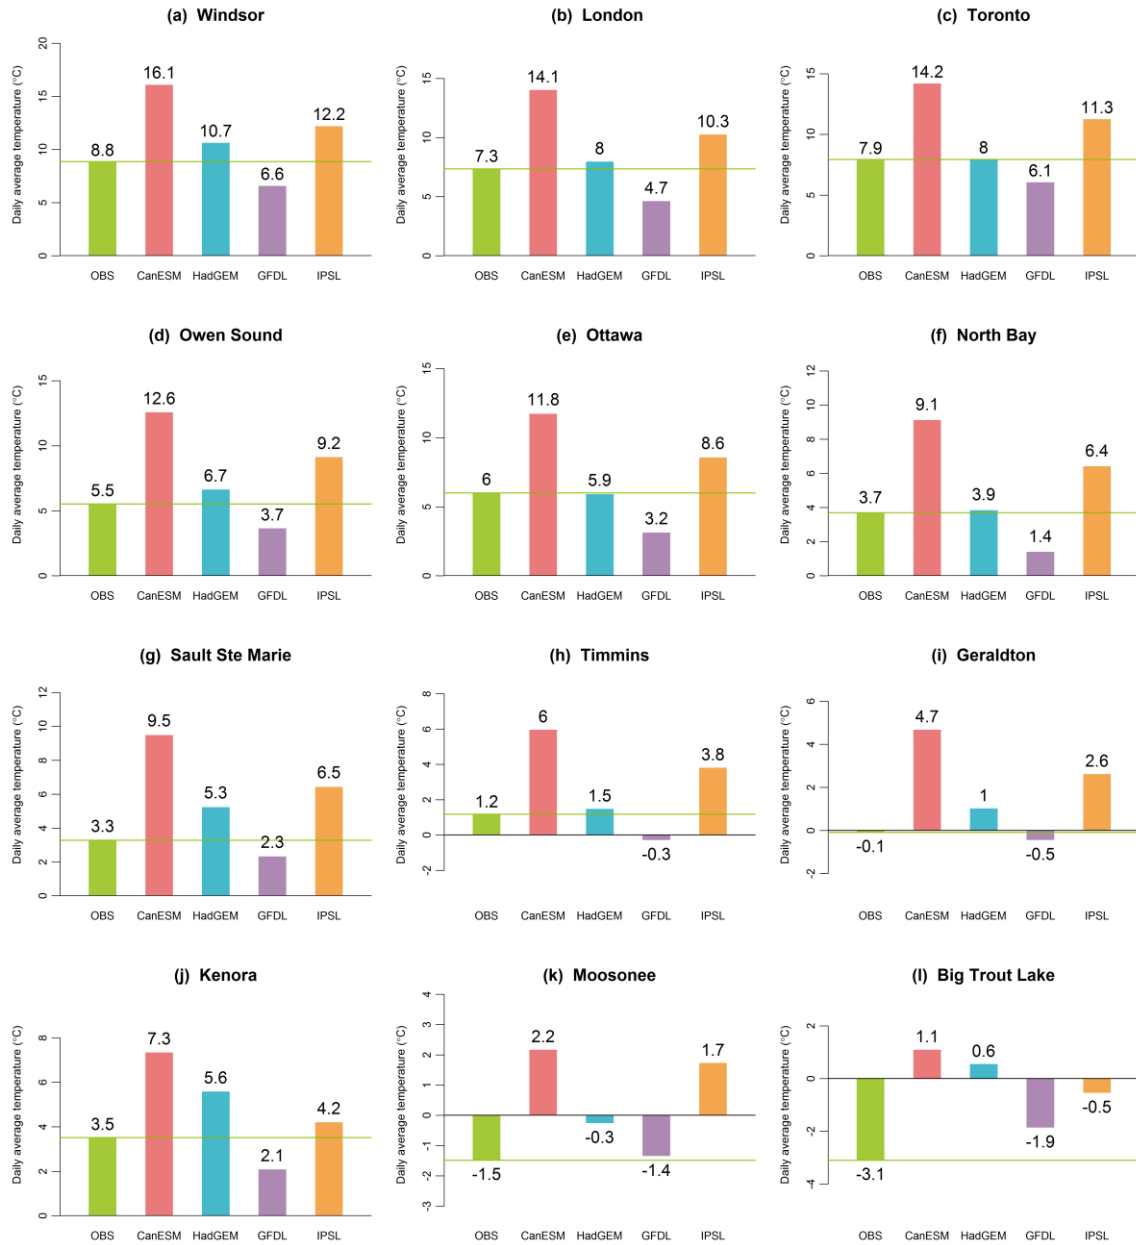 (a) Windsor
Daily average temperature (°C)
0 5 10 15 20
8.8 16.1 10.7 6.6 12.2
OBS CanESM HadGEM GFDL IPSL
(b) London
Daily average temperature (°C)
0 5 10 15
7.3 14.1 8 4.7 10.3
OBS CanESM HadGEM GFDL IPSL
(c) Toronto
Daily average temperature (°C)
0 5 10 15
7.9 14.2 8 6.1 11.3
OBS CanESM HadGEM GFDL IPSL
(d) Owen Sound
Daily average temperature (°C)
0 5 10 15
5.5 12.6 6.7 3.7 9.2
OBS CanESM HadGEM GFDL IPSL
(e) Ottawa
Daily average temperature (°C)
0 5 10 15
6 11.8 5.9 3.2 8.6
OBS CanESM HadGEM GFDL IPSL
(f) North Bay
Daily average temperature (°C)
0 2 4 6 8 10 12
3.7 9.1 3.9 1.4 6.4
OBS CanESM HadGEM GFDL IPSL
(g) Sault Ste Marie
Daily average temperature (°C)
0 2 4 6 8 10 12
3.3 9.5 5.3 2.3 6.5
OBS CanESM HadGEM GFDL IPSL
(h) Timmins
Daily average temperature (°C)
-2 0 2 4 6 8
1.2 6 1.5 -0.3 3.8
OBS CanESM HadGEM GFDL IPSL
(i) Geraldton
Daily average temperature (°C)
-2 0 2 4 6
-0.1 4.7 1 -0.5 2.6
OBS CanESM HadGEM GFDL IPSL
(j) Kenora
Daily average temperature (°C)
0 2 4 6 8
3.5 7.3 5.6 2.1 4.2
OBS CanESM HadGEM GFDL IPSL
(k) Moosonee
Daily average temperature (°C)
-3 -2 -1 0 1 2 3 4
-1.5 2.2 -0.3 -1.4 1.7
OBS CanESM HadGEM GFDL IPSL
(l) Big Trout Lake
Daily average temperature (°C)
-4 -2 0 2
-3.1 1.1 0.6 -1.9 -0.5
OBS CanESM HadGEM GFDL IPSL